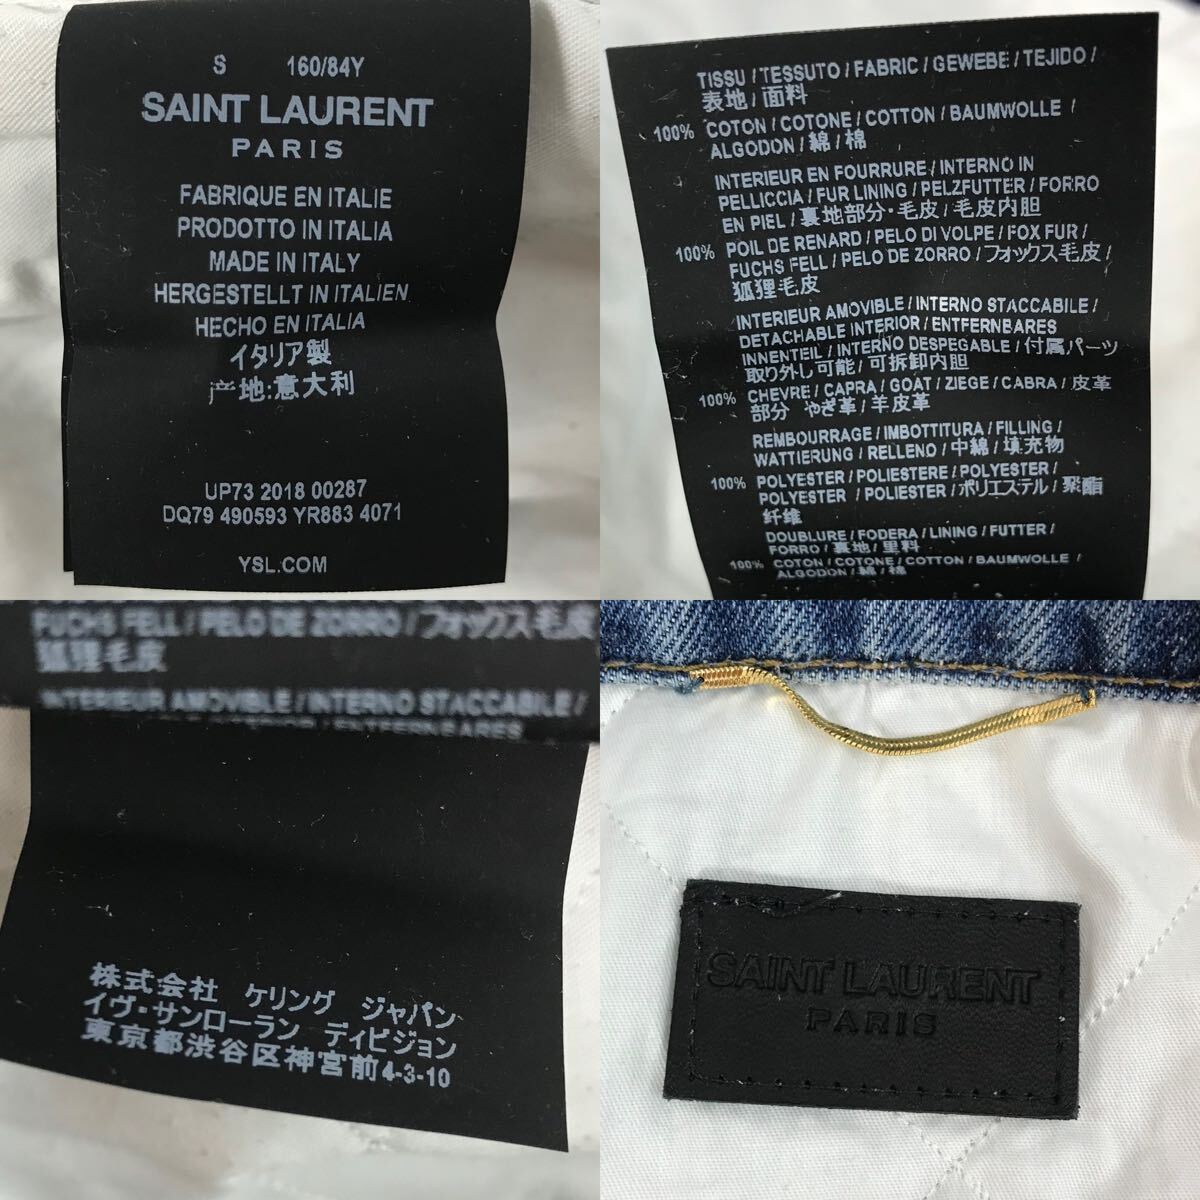 S 160/84Y
SAINT LAURENT
PARIS
FABRIQUE EN ITALIE
PRODOTTO IN ITALIA
MADE IN ITALY
HERGESTELLT IN ITALIEN
HECHO EN ITALIA
イタリア製
产地:意大利
UP73 2018 00287
DQ79 490593 YR883 4071
YSL.COM
TISSU / TESSUTO / FABRIC / GEWEBE / TEJIDO /
表地 / 面料
100% COTON / COTONE / COTTON / BAUMWOLLE /
ALGODON / 綿 / 棉
INTERIEUR EN FOURRURE / INTERNO IN
PELLICCIA / FUR LINING / PELZFUTTER / FORRO
EN PIEL / 裏地部分・毛皮 / 毛皮内胆
100% POIL DE RENARD / PELO DI VOLPE / FOX FUR /
FUCHS FELL / PELO DE ZORRO / フォックス毛皮 /
狐狸毛皮
INTERIEUR AMOVIBLE / INTERNO STACCABILE /
DETACHABLE INTERIOR / ENTFERNBARES
INNENTEIL / INTERNO DESPEGABLE / 付属パーツ
取り外し可能 / 可拆卸内胆
100% CHEVRE / CAPRA / GOAT / ZIEGE / CABRA / 皮革
部分 やぎ革 / 羊皮革
REMBOURRAGE / IMBOTTITURA / FILLING /
WATTIERUNG / RELLENO / 中綿 / 填充物
100% POLYESTER / POLIESTERE / POLYESTER /
POLYESTER / POLIESTER / ポリエステル / 聚酯
纤维
DOUBLURE / FODERA / LINING / FUTTER /
FORRO / 裏地 / 里料
100% COTON / COTONE / COTTON / BAUMWOLLE /
ALGODON / 綿 / 棉
FUCHS FELL / PELO DE ZORRO / フォックス毛皮
狐狸毛皮
INTERIEUR AMOVIBLE / INTERNO STACCABILE /
INTERIOR / ENTFERNBARES
株式会社 ケリング ジャパン
イヴ・サンローラン ディビジョン
東京都渋谷区神宮前4-3-10
SAINT LAURENT
PARIS